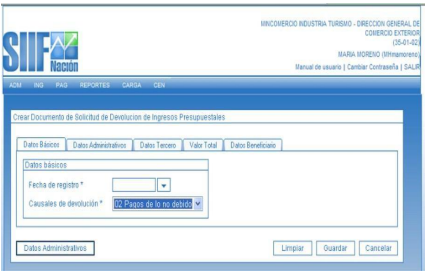 MINCOMERCIO INDUSTRIA TURISMO - DIRECCION GENERAL DE
COMERCIO EXTERIOR
(35-01-02)
MARIA MORENO (MHmamoreno)
Manual de usuario | Cambiar Contraseña | SALIR
SIIF Nación
ADM ING PAG REPORTES CARGA CEN
Crear Documento de Solicitud de Devolucion de Ingresos Presupuestales
Datos Básicos Datos Administrativos Datos Tercero Valor Total Datos Beneficiario
Datos básicos
Fecha de registro *
Causales de devolución * 02 Pagos de lo no debido
Datos Administrativos Limpiar Guardar Cancelar